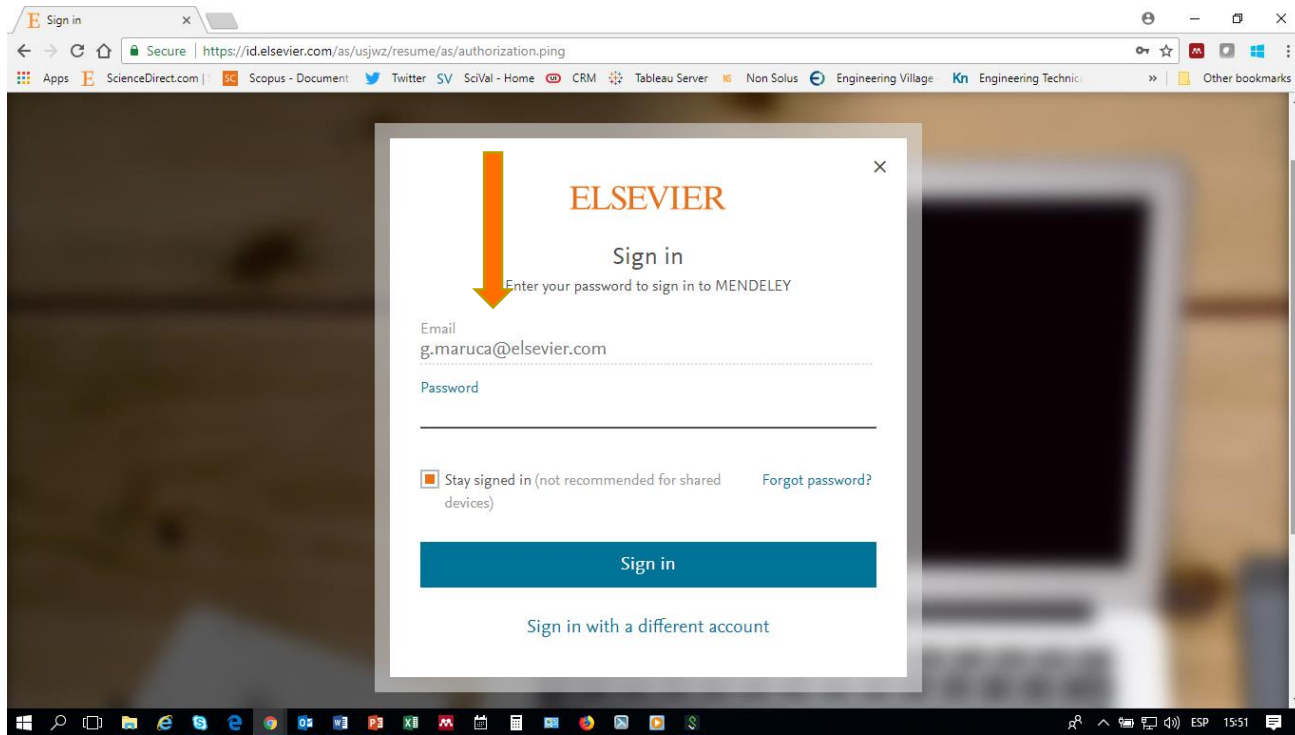 E Sign in
Secure | https://id.elsevier.com/as/usjwz/resume/as/authorization.ping
Apps E ScienceDirect.com | SC Scopus - Document Twitter SV SciVal - Home CRM Tableau Server Non Solus Engineering Village Kn Engineering Technic » Other bookmarks
ELSEVIER
Sign in
Enter your password to sign in to MENDELEY
Email
g.maruca@elsevier.com
Password
Stay signed in (not recommended for shared devices)
Forgot password?
Sign in
Sign in with a different account
ESP 15:51